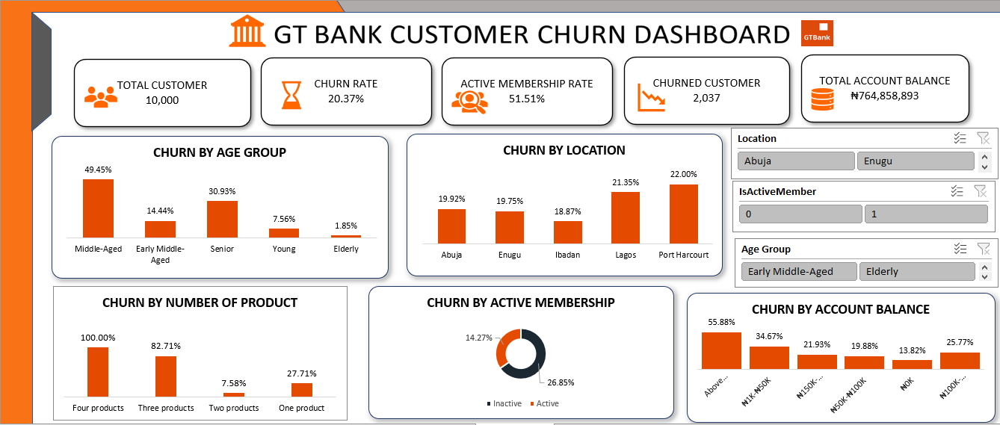 GT BANK CUSTOMER CHURN DASHBOARD
GTBank
TOTAL CUSTOMER
10,000
CHURN RATE
20.37%
ACTIVE MEMBERSHIP RATE
51.51%
CHURNED CUSTOMER
2,037
TOTAL ACCOUNT BALANCE
₦764,858,893
CHURN BY AGE GROUP
49.45%
14.44%
30.93%
7.56%
1.85%
Middle-Aged
Early Middle-
Aged
Senior
Young
Elderly
CHURN BY LOCATION
19.92%
19.75%
18.87%
21.35%
22.00%
Abuja
Enugu
Ibadan
Lagos
Port Harcourt
Location
Abuja
Enugu
IsActiveMember
0
1
Age Group
Early Middle-Aged
Elderly
CHURN BY NUMBER OF PRODUCT
100.00%
82.71%
7.58%
27.71%
Four products
Three products
Two products
One product
CHURN BY ACTIVE MEMBERSHIP
14.27%
26.85%
Inactive
Active
CHURN BY ACCOUNT BALANCE
55.88%
34.67%
21.93%
19.88%
13.82%
25.77%
Above...
₦1K-₦50K
₦150K-...
₦50K-₦100K
₦0K
₦100K-...